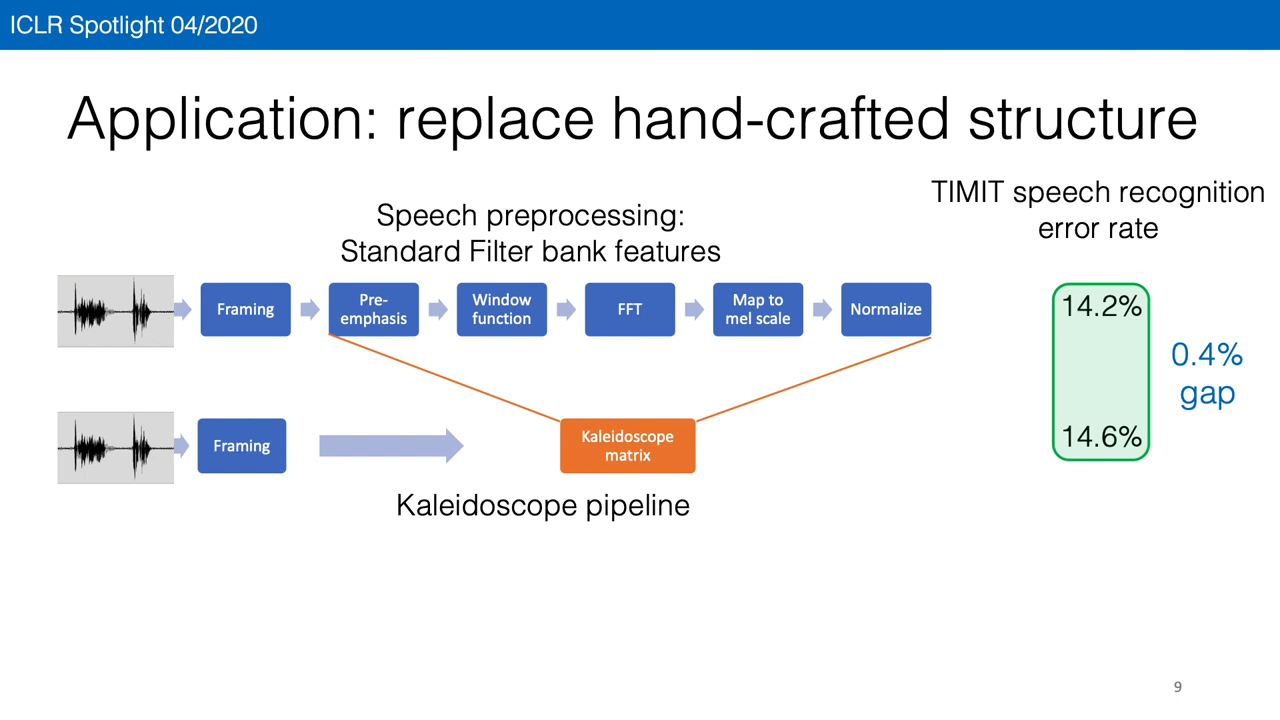 ICLR Spotlight 04/2020
Application: replace hand-crafted structure
TIMIT speech recognition
error rate
Speech preprocessing:
Standard Filter bank features
Framing
Pre-
emphasis
Window
function
FFT
Map to
mel scale
Normalize
14.2%
0.4%
gap
Framing
Kaleidoscope
matrix
14.6%
Kaleidoscope pipeline
9